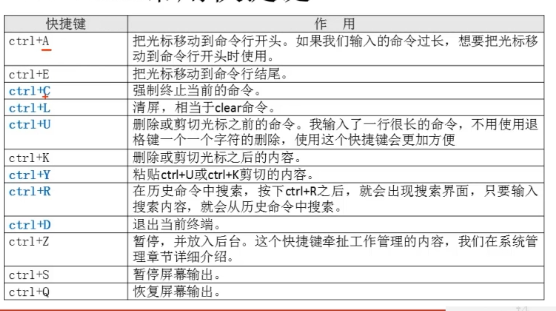 快捷键 作 用
ctrl+A 把光标移动到命令行开头。如果我们输入的命令过长，想要把光标移
动到命令行开头时使用。
ctrl+E 把光标移动到命令行结尾。
ctrl+C 强制终止当前的命令。
ctrl+L 清屏，相当于clear命令。
ctrl+U 删除或剪切光标之前的命令。我输入了一行很长的命令，不用使用退
格键一个一个字符的删除，使用这个快捷键会更加方便
ctrl+K 删除或剪切光标之后的内容。
ctrl+Y 粘贴ctrl+U或ctrl+K剪切的内容。
ctrl+R 在历史命令中搜索，按下ctrl+R之后，就会出现搜索界面，只要输入
搜索内容，就会从历史命令中搜索。
ctrl+D 退出当前终端。
ctrl+Z 暂停，并放入后台。这个快捷键牵扯工作管理的内容，我们在系统管
理章节详细介绍。
ctrl+S 暂停屏幕输出。
ctrl+Q 恢复屏幕输出。